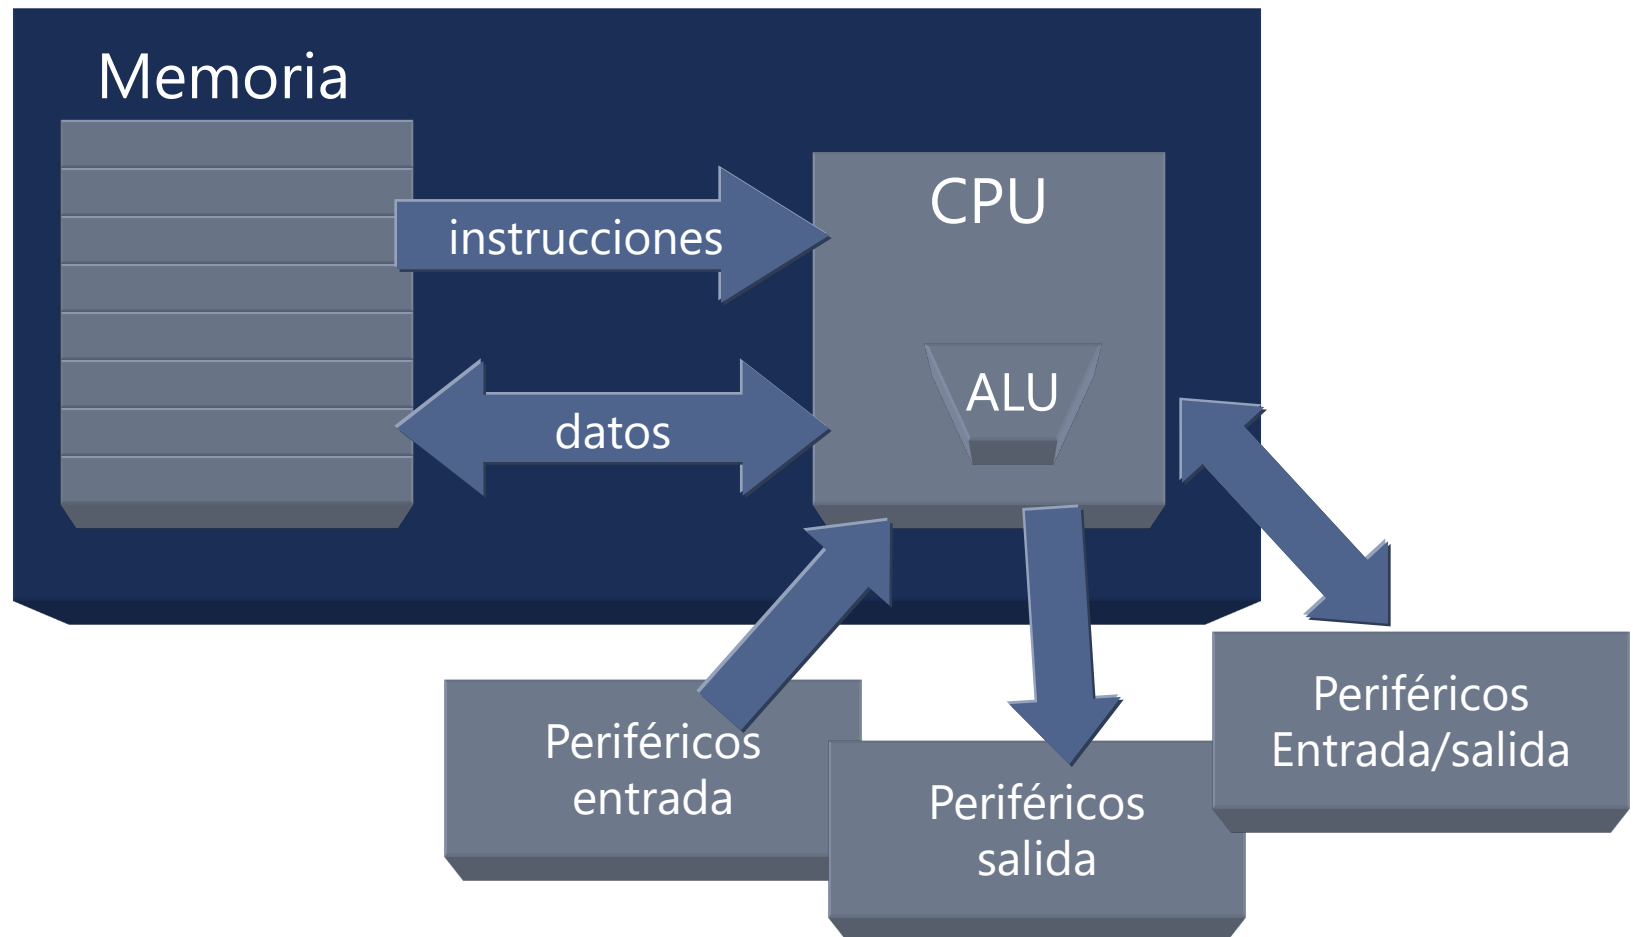 Memoria
CPU
instrucciones
ALU
datos
Periféricos
entrada
Periféricos
salida
Periféricos
Entrada/salida